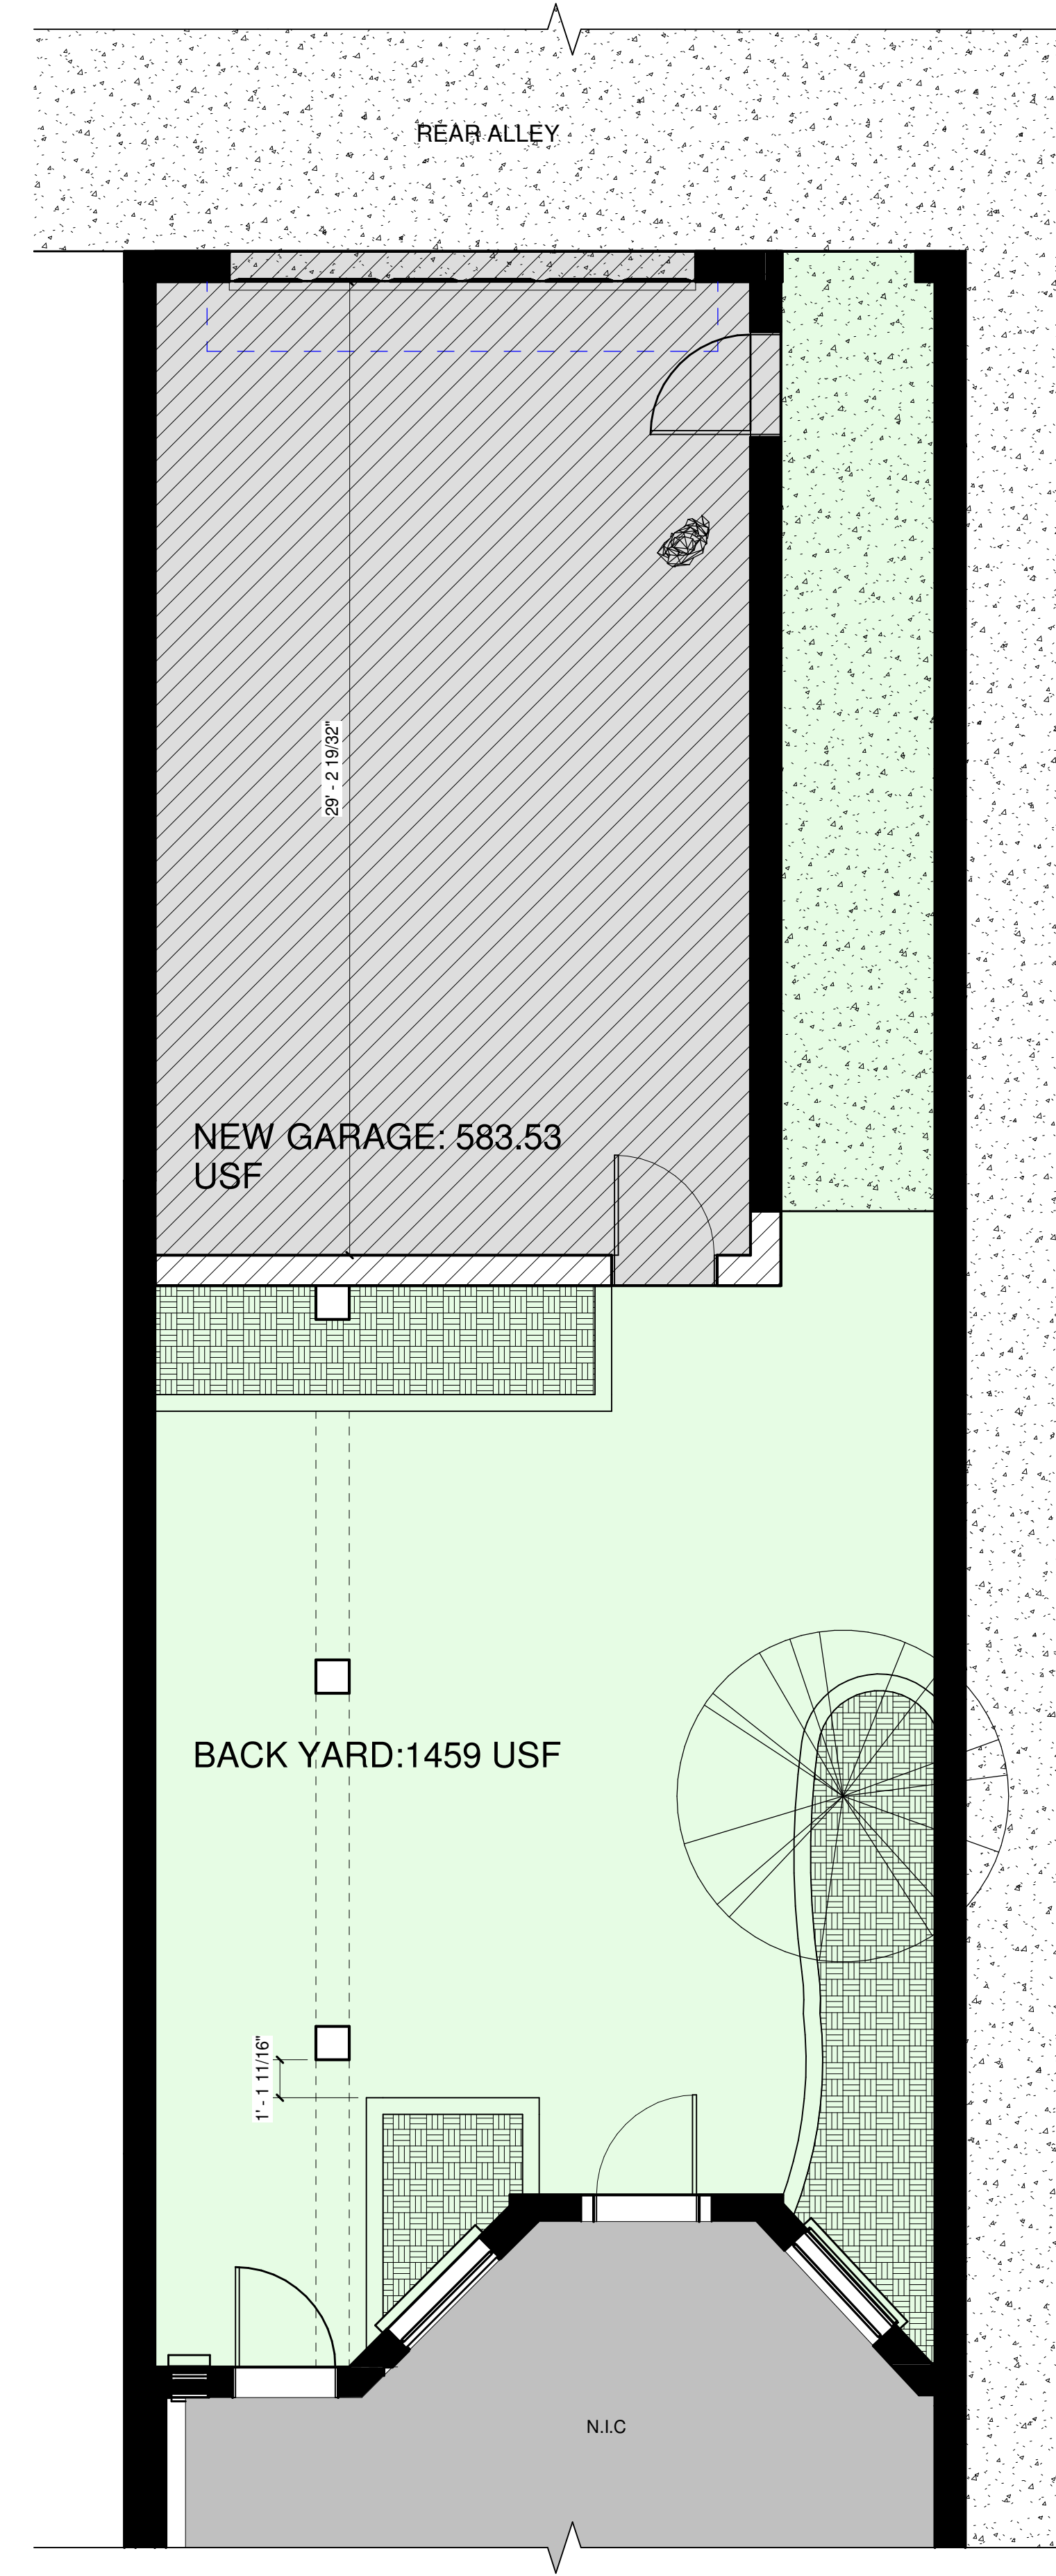 REAR ALLEY
29' - 2 19/32"
NEW GARAGE: 583.53
USF
BACK YARD:1459 USF
1' - 1 11/16"
N.I.C